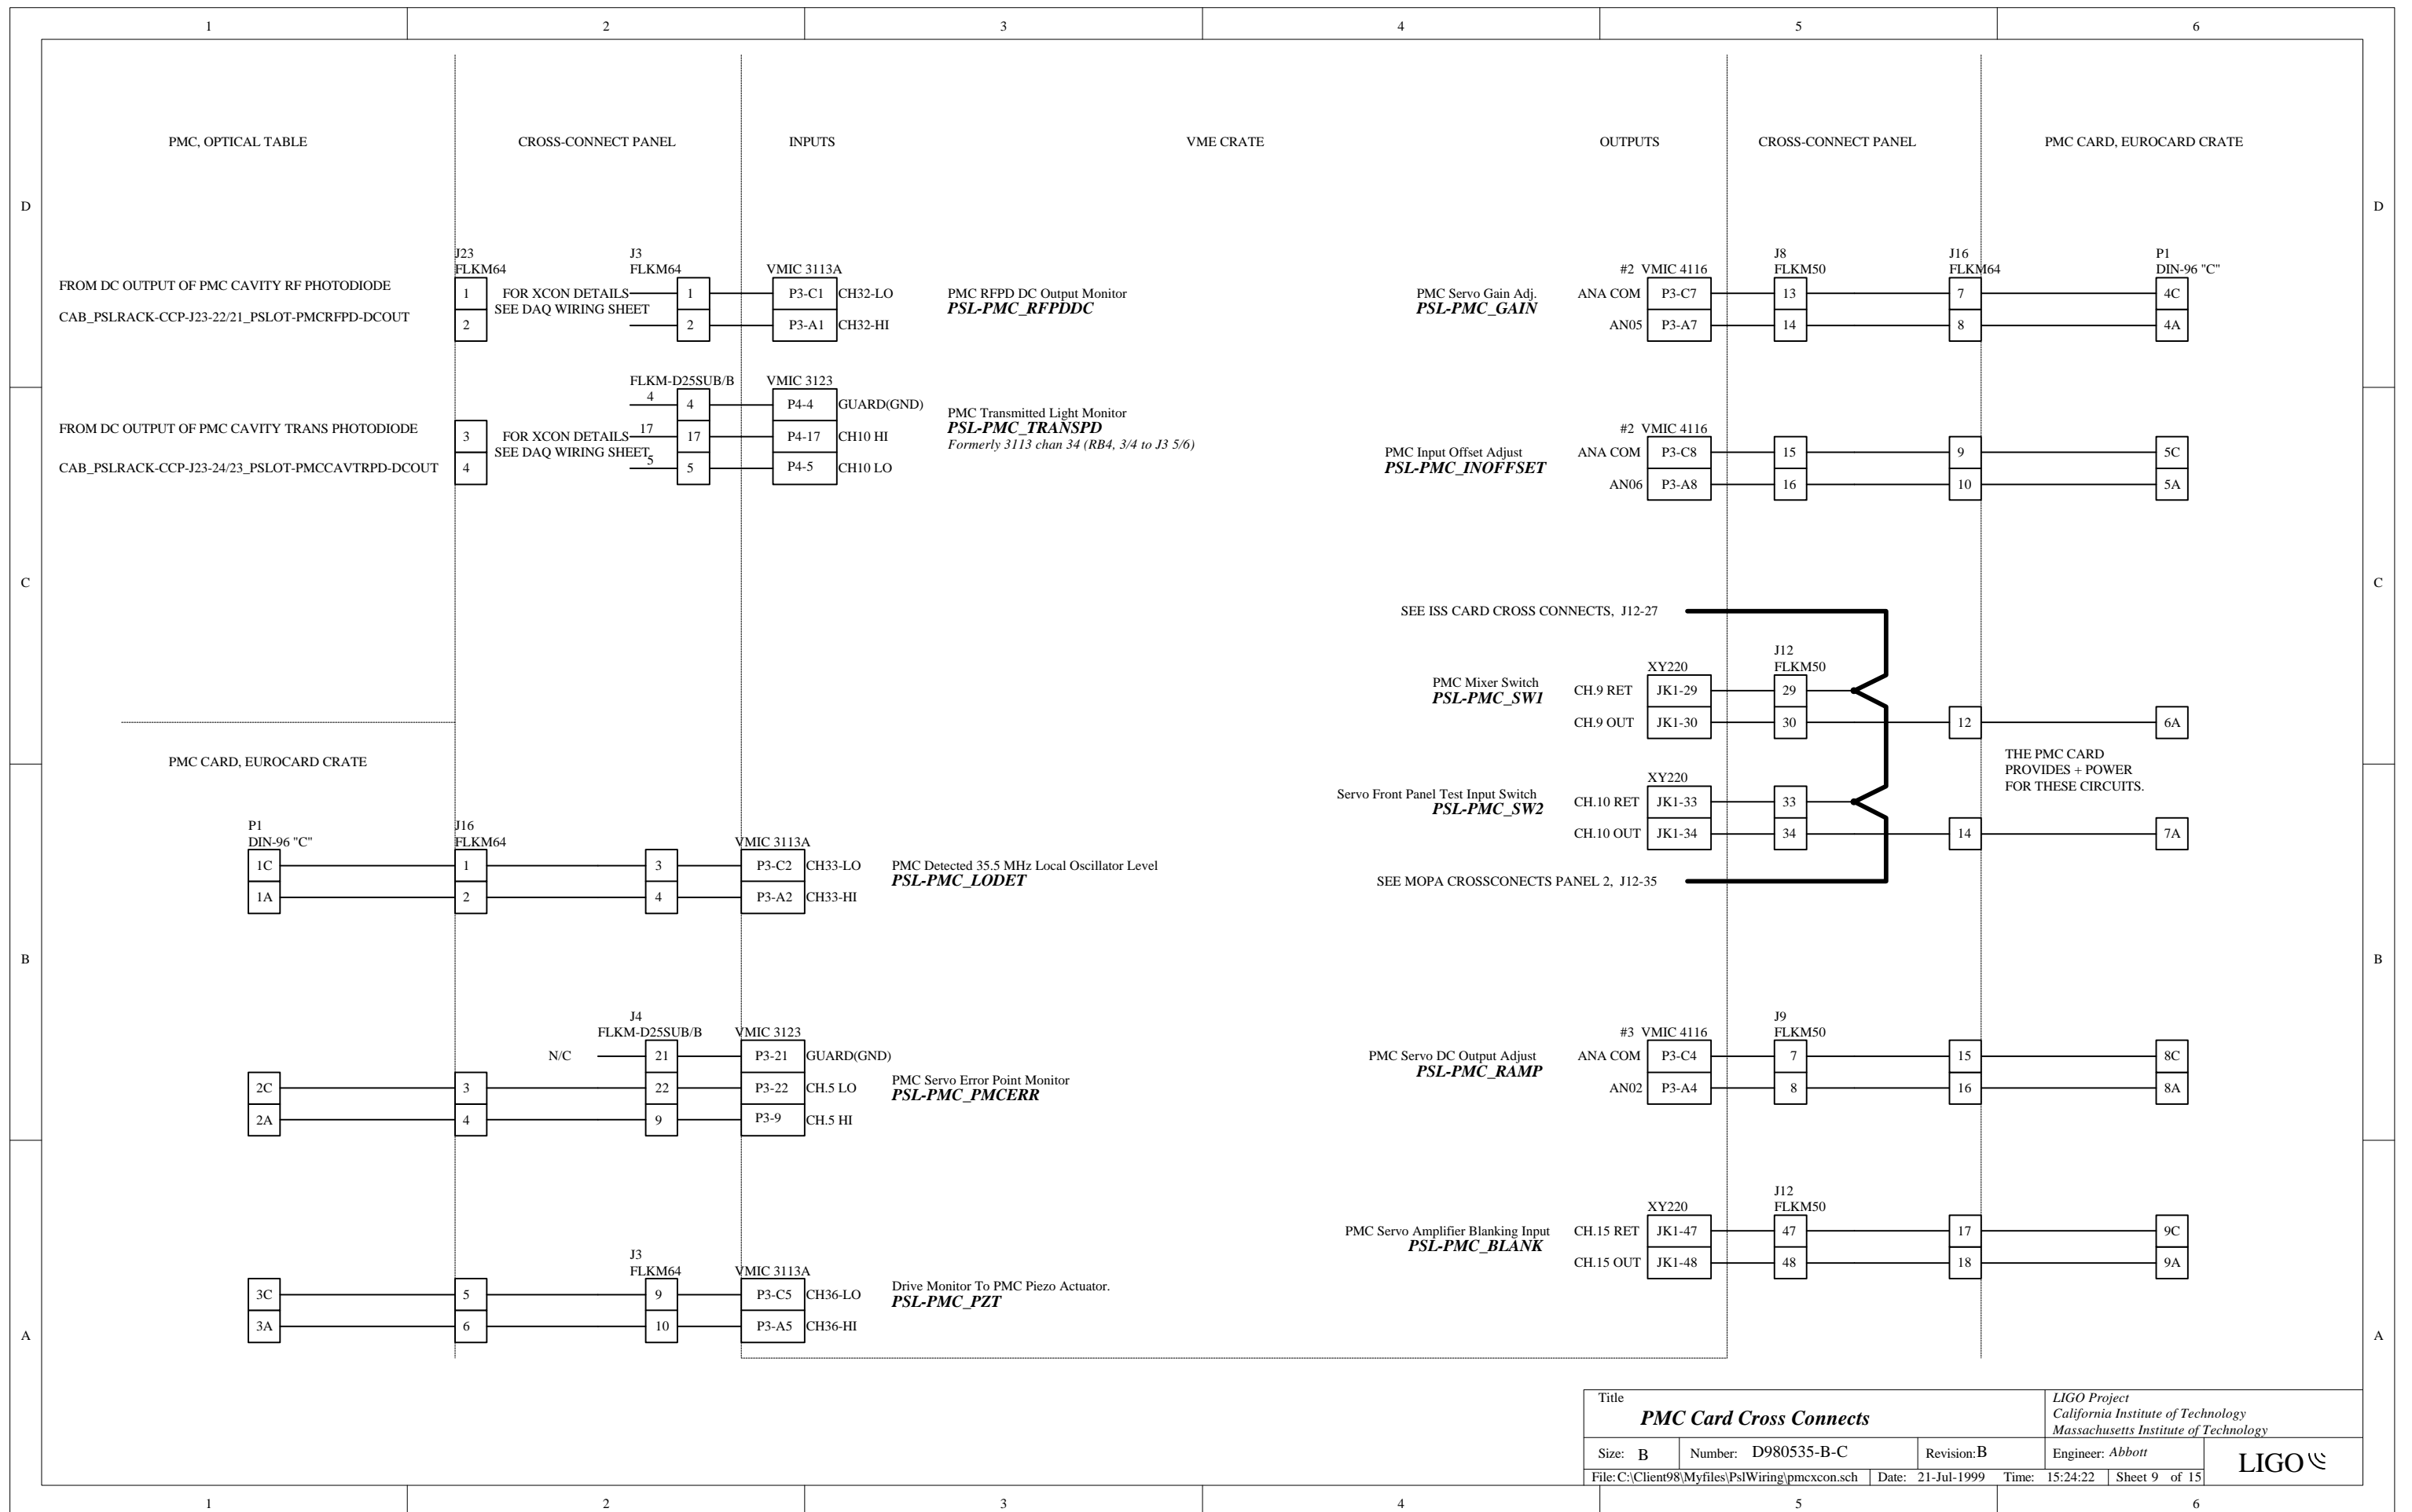 1 2 3 4 5 6
PMC, OPTICAL TABLE
CROSS-CONNECT PANEL
INPUTS
VME CRATE
OUTPUTS
CROSS-CONNECT PANEL
PMC CARD, EUROCARD CRATE
D
D
J23
FLKM64
J3
FLKM64
VMIC 3113A
FROM DC OUTPUT OF PMC CAVITY RF PHOTODIODE
CAB_PSLRACK-CCP-J23-22/21_PSLOT-PMCRFPD-DCOUT
1
2
FOR XCON DETAILS
SEE DAQ WIRING SHEET
1
2
P3-C1 CH32-LO
P3-A1 CH32-HI
PMC RFPD DC Output Monitor
PSL-PMC_RFPDDC
FLKM-D25SUB/B
VMIC 3123
FROM DC OUTPUT OF PMC CAVITY TRANS PHOTODIODE
CAB_PSLRACK-CCP-J23-24/23_PSLOT-PMCCAVTRPD-DCOUT
3
4
FOR XCON DETAILS
SEE DAQ WIRING SHEET
4 4 P4-4 GUARD(GND)
17 17 P4-17 CH10 HI
5 5 P4-5 CH10 LO
PMC Transmitted Light Monitor
PSL-PMC_TRANSPD
Formerly 3113 chan 34 (RB4, 3/4 to J3 5/6)
C
C
PMC CARD, EUROCARD CRATE
P1
DIN-96 "C"
J16
FLKM64
VMIC 3113A
1C 1 3 P3-C2 CH33-LO
1A 2 4 P3-A2 CH33-HI
PMC Detected 35.5 MHz Local Oscillator Level
PSL-PMC_LODET
B
B
J4
FLKM-D25SUB/B
VMIC 3123
N/C 21 P3-21 GUARD(GND)
2C 3 22 P3-22 CH.5 LO
2A 4 9 P3-9 CH.5 HI
PMC Servo Error Point Monitor
PSL-PMC_PMCERR
J3
FLKM64
VMIC 3113A
3C 5 9 P3-C5 CH36-LO
3A 6 10 P3-A5 CH36-HI
Drive Monitor To PMC Piezo Actuator.
PSL-PMC_PZT
A
A
#2 VMIC 4116
J8
FLKM50
J16
FLKM64
P1
DIN-96 "C"
PMC Servo Gain Adj.
PSL-PMC_GAIN
ANA COM P3-C7 13 7 4C
AN05 P3-A7 14 8 4A
#2 VMIC 4116
PMC Input Offset Adjust
PSL-PMC_INOFFSET
ANA COM P3-C8 15 9 5C
AN06 P3-A8 16 10 5A
SEE ISS CARD CROSS CONNECTS, J12-27
XY220
J12
FLKM50
PMC Mixer Switch
PSL-PMC_SW1
CH.9 RET JK1-29 29
CH.9 OUT JK1-30 30 12 6A
THE PMC CARD
PROVIDES + POWER
FOR THESE CIRCUITS.
XY220
Servo Front Panel Test Input Switch
PSL-PMC_SW2
CH.10 RET JK1-33 33
CH.10 OUT JK1-34 34 14 7A
SEE MOPA CROSSCONECTS PANEL 2, J12-35
#3 VMIC 4116
J9
FLKM50
PMC Servo DC Output Adjust
PSL-PMC_RAMP
ANA COM P3-C4 7 15 8C
AN02 P3-A4 8 16 8A
XY220
J12
FLKM50
PMC Servo Amplifier Blanking Input
PSL-PMC_BLANK
CH.15 RET JK1-47 47 17 9C
CH.15 OUT JK1-48 48 18 9A
Title
PMC Card Cross Connects
LIGO Project
California Institute of Technology
Massachusetts Institute of Technology
Size: B Number: D980535-B-C Revision:B Engineer: Abbott
LIGO
File:C:\Client98\Myfiles\PslWiring\pmcxcon.sch Date: 21-Jul-1999 Time: 15:24:22 Sheet 9 of 15
1 2 3 4 5 6